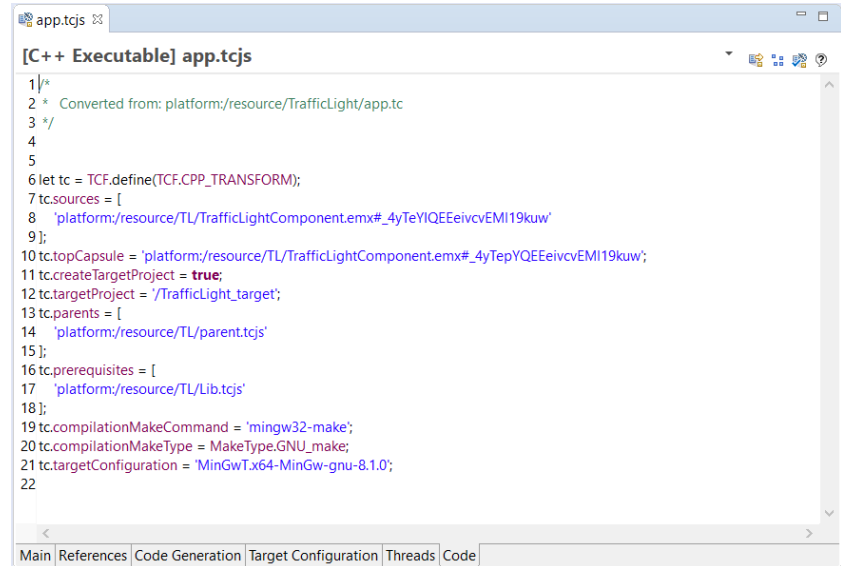 app.tcjs
[C++ Executable] app.tcjs
1 /*
2 *   Converted from: platform:/resource/TrafficLight/app.tc
3 */
4
5
6 let tc = TCF.define(TCF.CPP_TRANSFORM);
7 tc.sources = [
8     'platform:/resource/TL/TrafficLightComponent.emx#_4yTeYIQEEeivcvEMI19kuw'
9 ];
10 tc.topCapsule = 'platform:/resource/TL/TrafficLightComponent.emx#_4yTepYQEEeivcvEMI19kuw';
11 tc.createTargetProject = true;
12 tc.targetProject = '/TrafficLight_target';
13 tc.parents = [
14     'platform:/resource/TL/parent.tcjs'
15 ];
16 tc.prerequisites = [
17     'platform:/resource/TL/Lib.tcjs'
18 ];
19 tc.compilationMakeCommand = 'mingw32-make';
20 tc.compilationMakeType = MakeType.GNU_make;
21 tc.targetConfiguration = 'MinGwT.x64-MinGw-gnu-8.1.0';
22
Main References Code Generation Target Configuration Threads Code